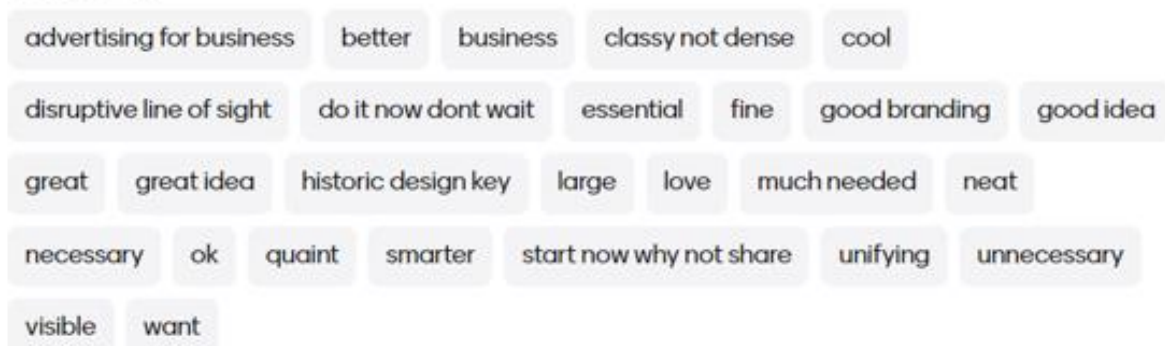 advertising for business better business classy not dense cool
disruptive line of sight do it now dont wait essential fine good branding good idea
great great idea historic design key large love much needed neat
necessary ok quaint smarter start now why not share unifying unnecessary
visible want